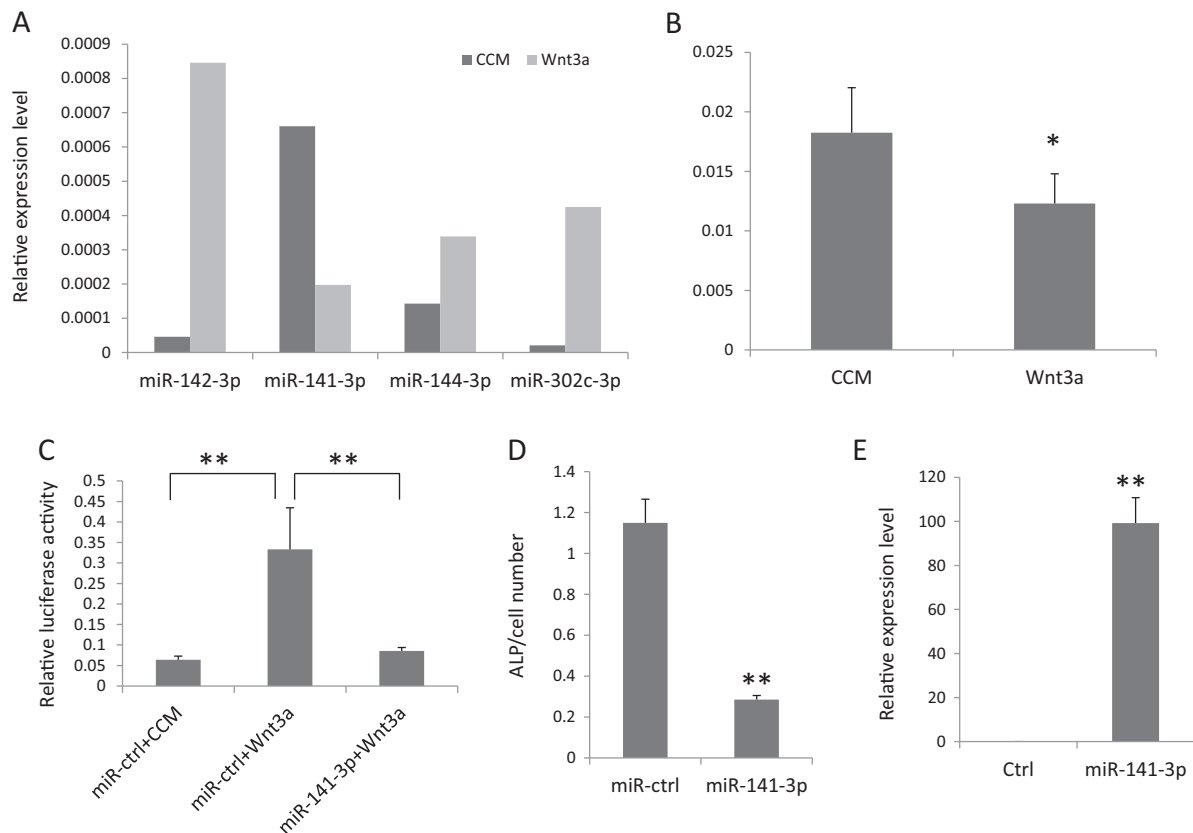 A
Relative expression level
0.0009
0.0008
0.0007
0.0006
0.0005
0.0004
0.0003
0.0002
0.0001
0
CCM Wnt3a
miR-142-3p miR-141-3p miR-144-3p miR-302c-3p
B
0.025
0.02
0.015
0.01
0.005
0
*
CCM Wnt3a
C
Relative luciferase activity
0.5
0.45
0.4
0.35
0.3
0.25
0.2
0.15
0.1
0.05
0
** **
miR-ctrl+CCM
miR-ctrl+Wnt3a
miR-141-3p+Wnt3a
D
ALP/cell number
1.4
1.2
1
0.8
0.6
0.4
0.2
0
**
miR-ctrl miR-141-3p
E
Relative expression level
120
100
80
60
40
20
0
**
Ctrl miR-141-3p